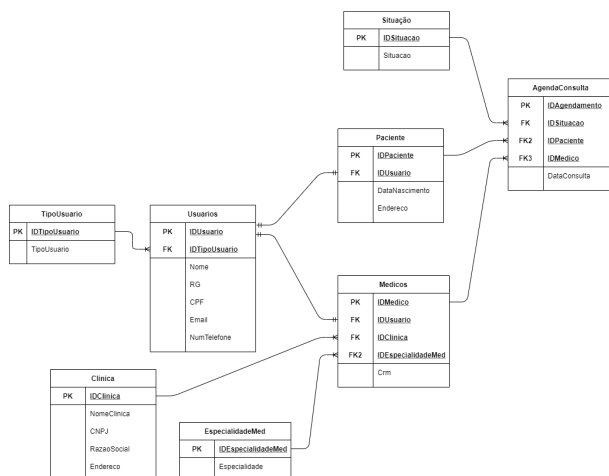 Situação
PK IDSituacao
Situacao
AgendaConsulta
PK IDAgendamento
FK IDSituacao
FK2 IDPaciente
FK3 IDMedico
DataConsulta
Paciente
PK IDPaciente
FK IDUsuario
DataNascimento
Endereco
TipoUsuario
PK IDTipoUsuario
TipoUsuario
Usuarios
PK IDUsuario
FK IDTipoUsuario
Nome
RG
CPF
Email
NumTelefone
Medicos
PK IDMedico
FK IDUsuario
FK IDClinica
FK2 IDEspecialidadeMed
Crm
Clinica
PK IDClinica
NomeClinica
CNPJ
RazaoSocial
Endereco
EspecialidadeMed
PK IDEspecialidadeMed
Especialidade